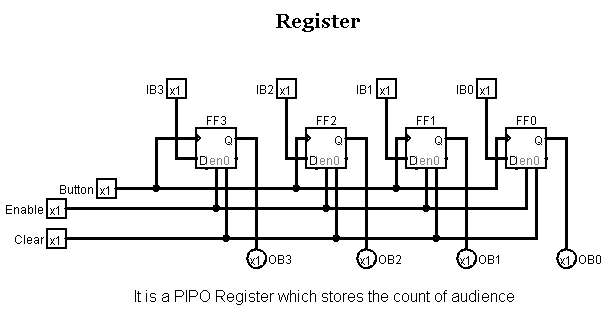 Register
IB3 x1 IB2 x1 IB1 x1 IB0 x1
FF3 FF2 FF1 FF0
Q Q Q Q
D en 0 D en 0 D en 0 D en 0
Button x1
Enable x1
Clear x1
x1 OB3 x1 OB2 x1 OB1 x1 OB0
It is a PIPO Register which stores the count of audience